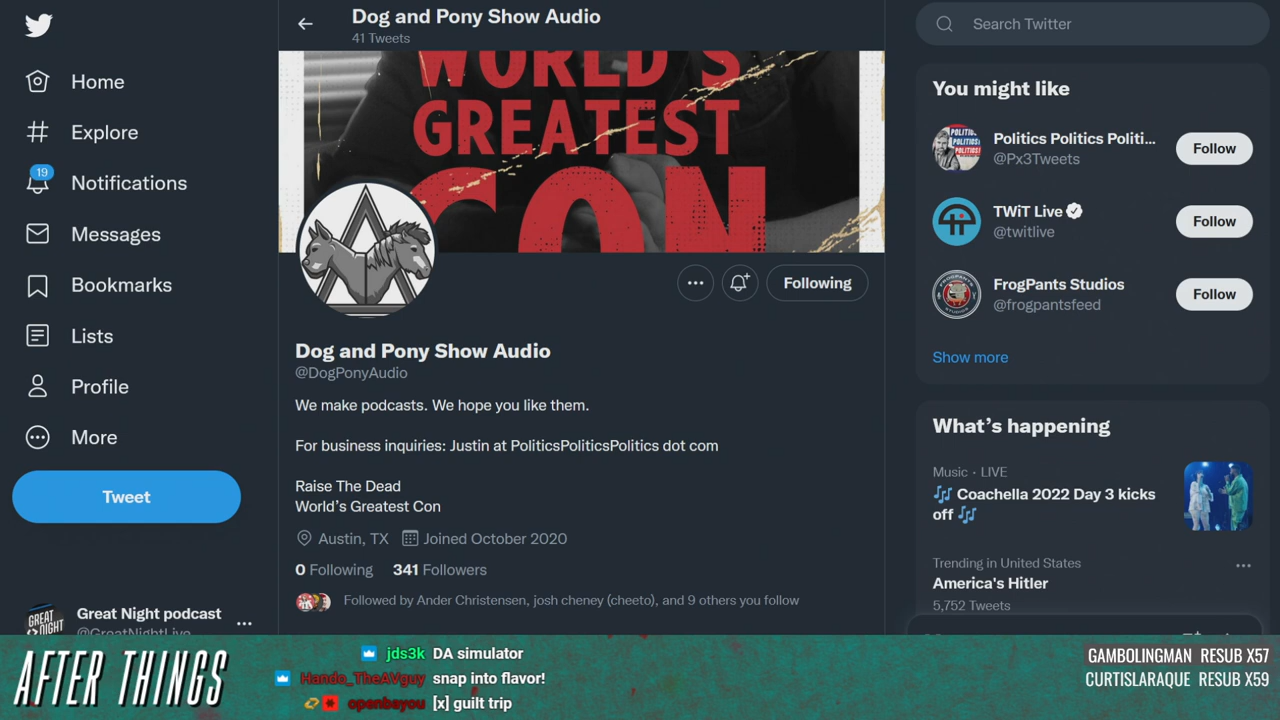 Dog and Pony Show Audio
41 Tweets
Home
Explore
19
Notifications
Messages
Bookmarks
Lists
Profile
More
Tweet
Great Night podcast
@GreatNightLive
WORLD'S
GREATEST
CON
Following
Dog and Pony Show Audio
@DogPonyAudio
We make podcasts. We hope you like them.
For business inquiries: Justin at PoliticsPoliticsPolitics dot com
Raise The Dead
World's Greatest Con
Austin, TX Joined October 2020
0 Following 341 Followers
Followed by Ander Christensen, josh cheney (cheeto), and 9 others you follow
Search Twitter
You might like
Politics Politics Politi...
@Px3Tweets
Follow
TWiT Live
@twitlive
Follow
FrogPants Studios
@frogpantsfeed
Follow
Show more
What's happening
Music · LIVE
Coachella 2022 Day 3 kicks
off
Trending in United States
America's Hitler
5,752 Tweets
AFTER THINGS
jds3k DA simulator
Hando_TheAVguy snap into flavor!
openbayou [x] guilt trip
GAMBOLINGMAN RESUB X57
CURTISLARAQUE RESUB X59